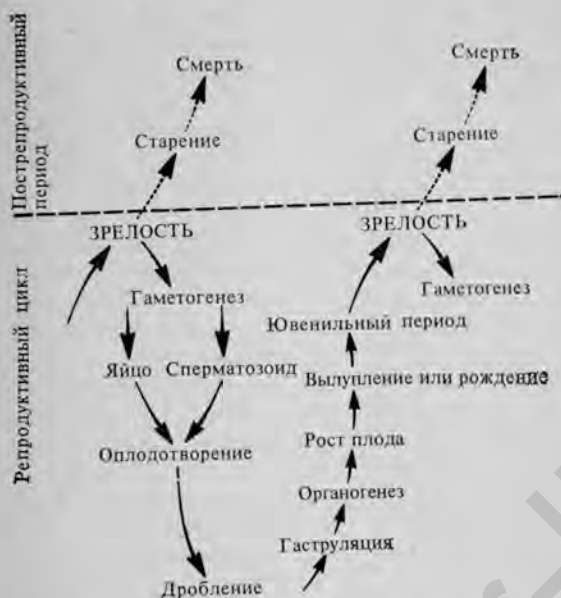 Пострепродуктивный
период
Смерть
Старение
ЗРЕЛОСТЬ
Репродуктивный цикл
Гаметогенез
Яйцо Сперматозоид
Оплодотворение
Дробление
Смерть
Старение
ЗРЕЛОСТЬ
Гаметогенез
Ювенильный период
Вылупление или рождение
Рост плода
Органогенез
Гаструляция